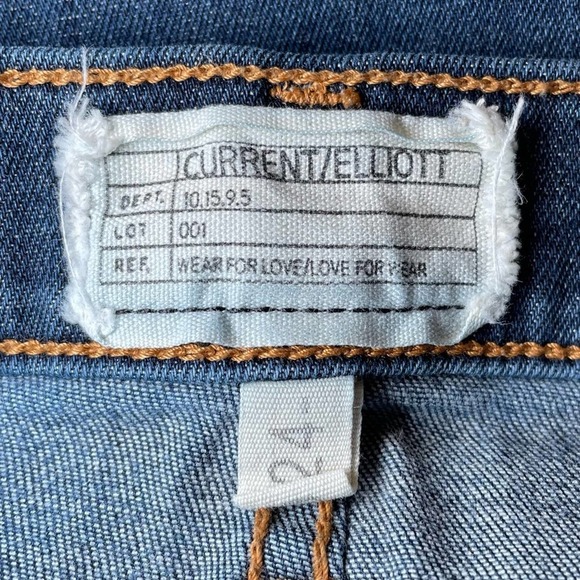 CURRENT/ELLIOTT
DEPT. 10.15.9.5
LOT 001
REF. WEAR FOR LOVE/LOVE FOR WEAR
24-